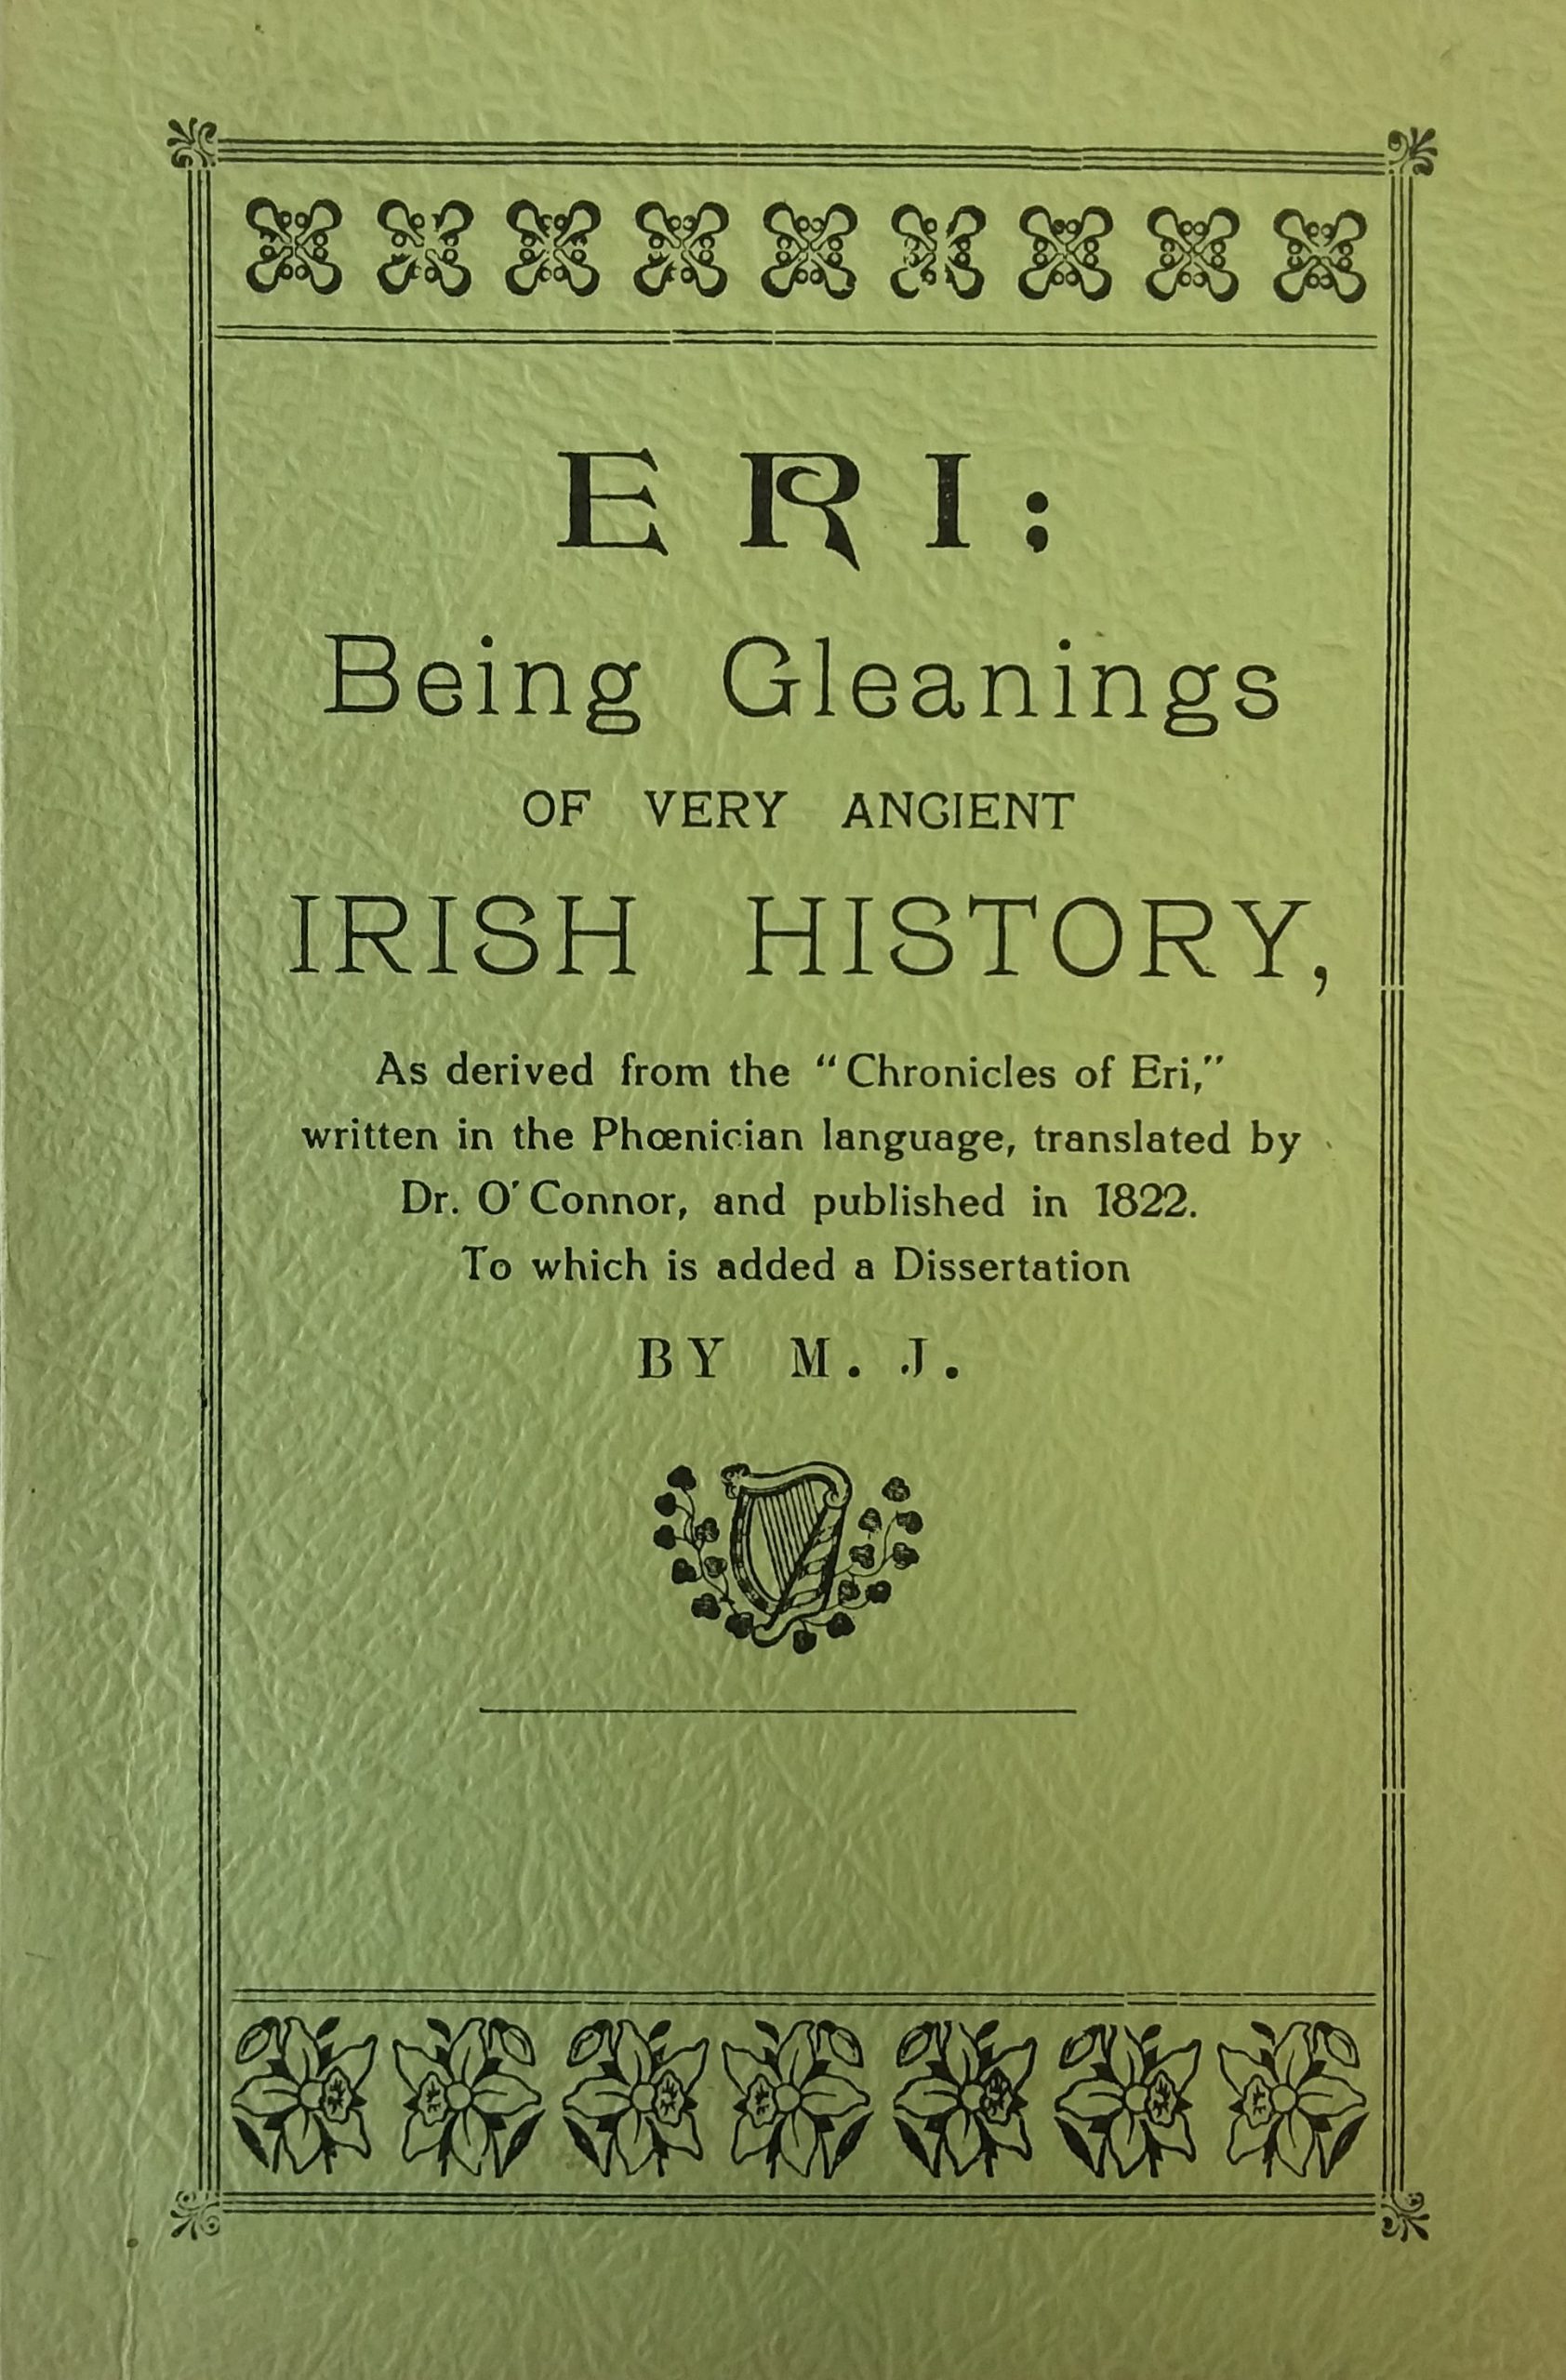 ERI:
Being Gleanings
OF VERY ANCIENT
IRISH HISTORY,
As derived from the "Chronicles of Eri,"
written in the Phœnician language, translated by
Dr. O'Connor, and published in 1822.
To which is added a Dissertation
BY M. J.